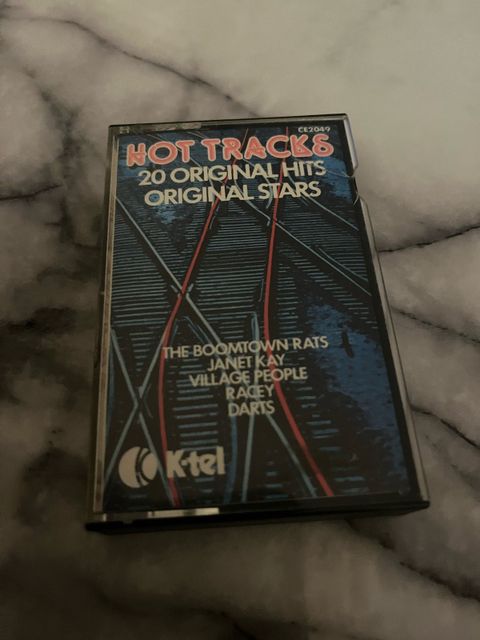 CE2049
HOT TRACKS
20 ORIGINAL HITS
ORIGINAL STARS
THE BOOMTOWN RATS
JANET KAY
VILLAGE PEOPLE
RACEY
DARTS
K K-tel